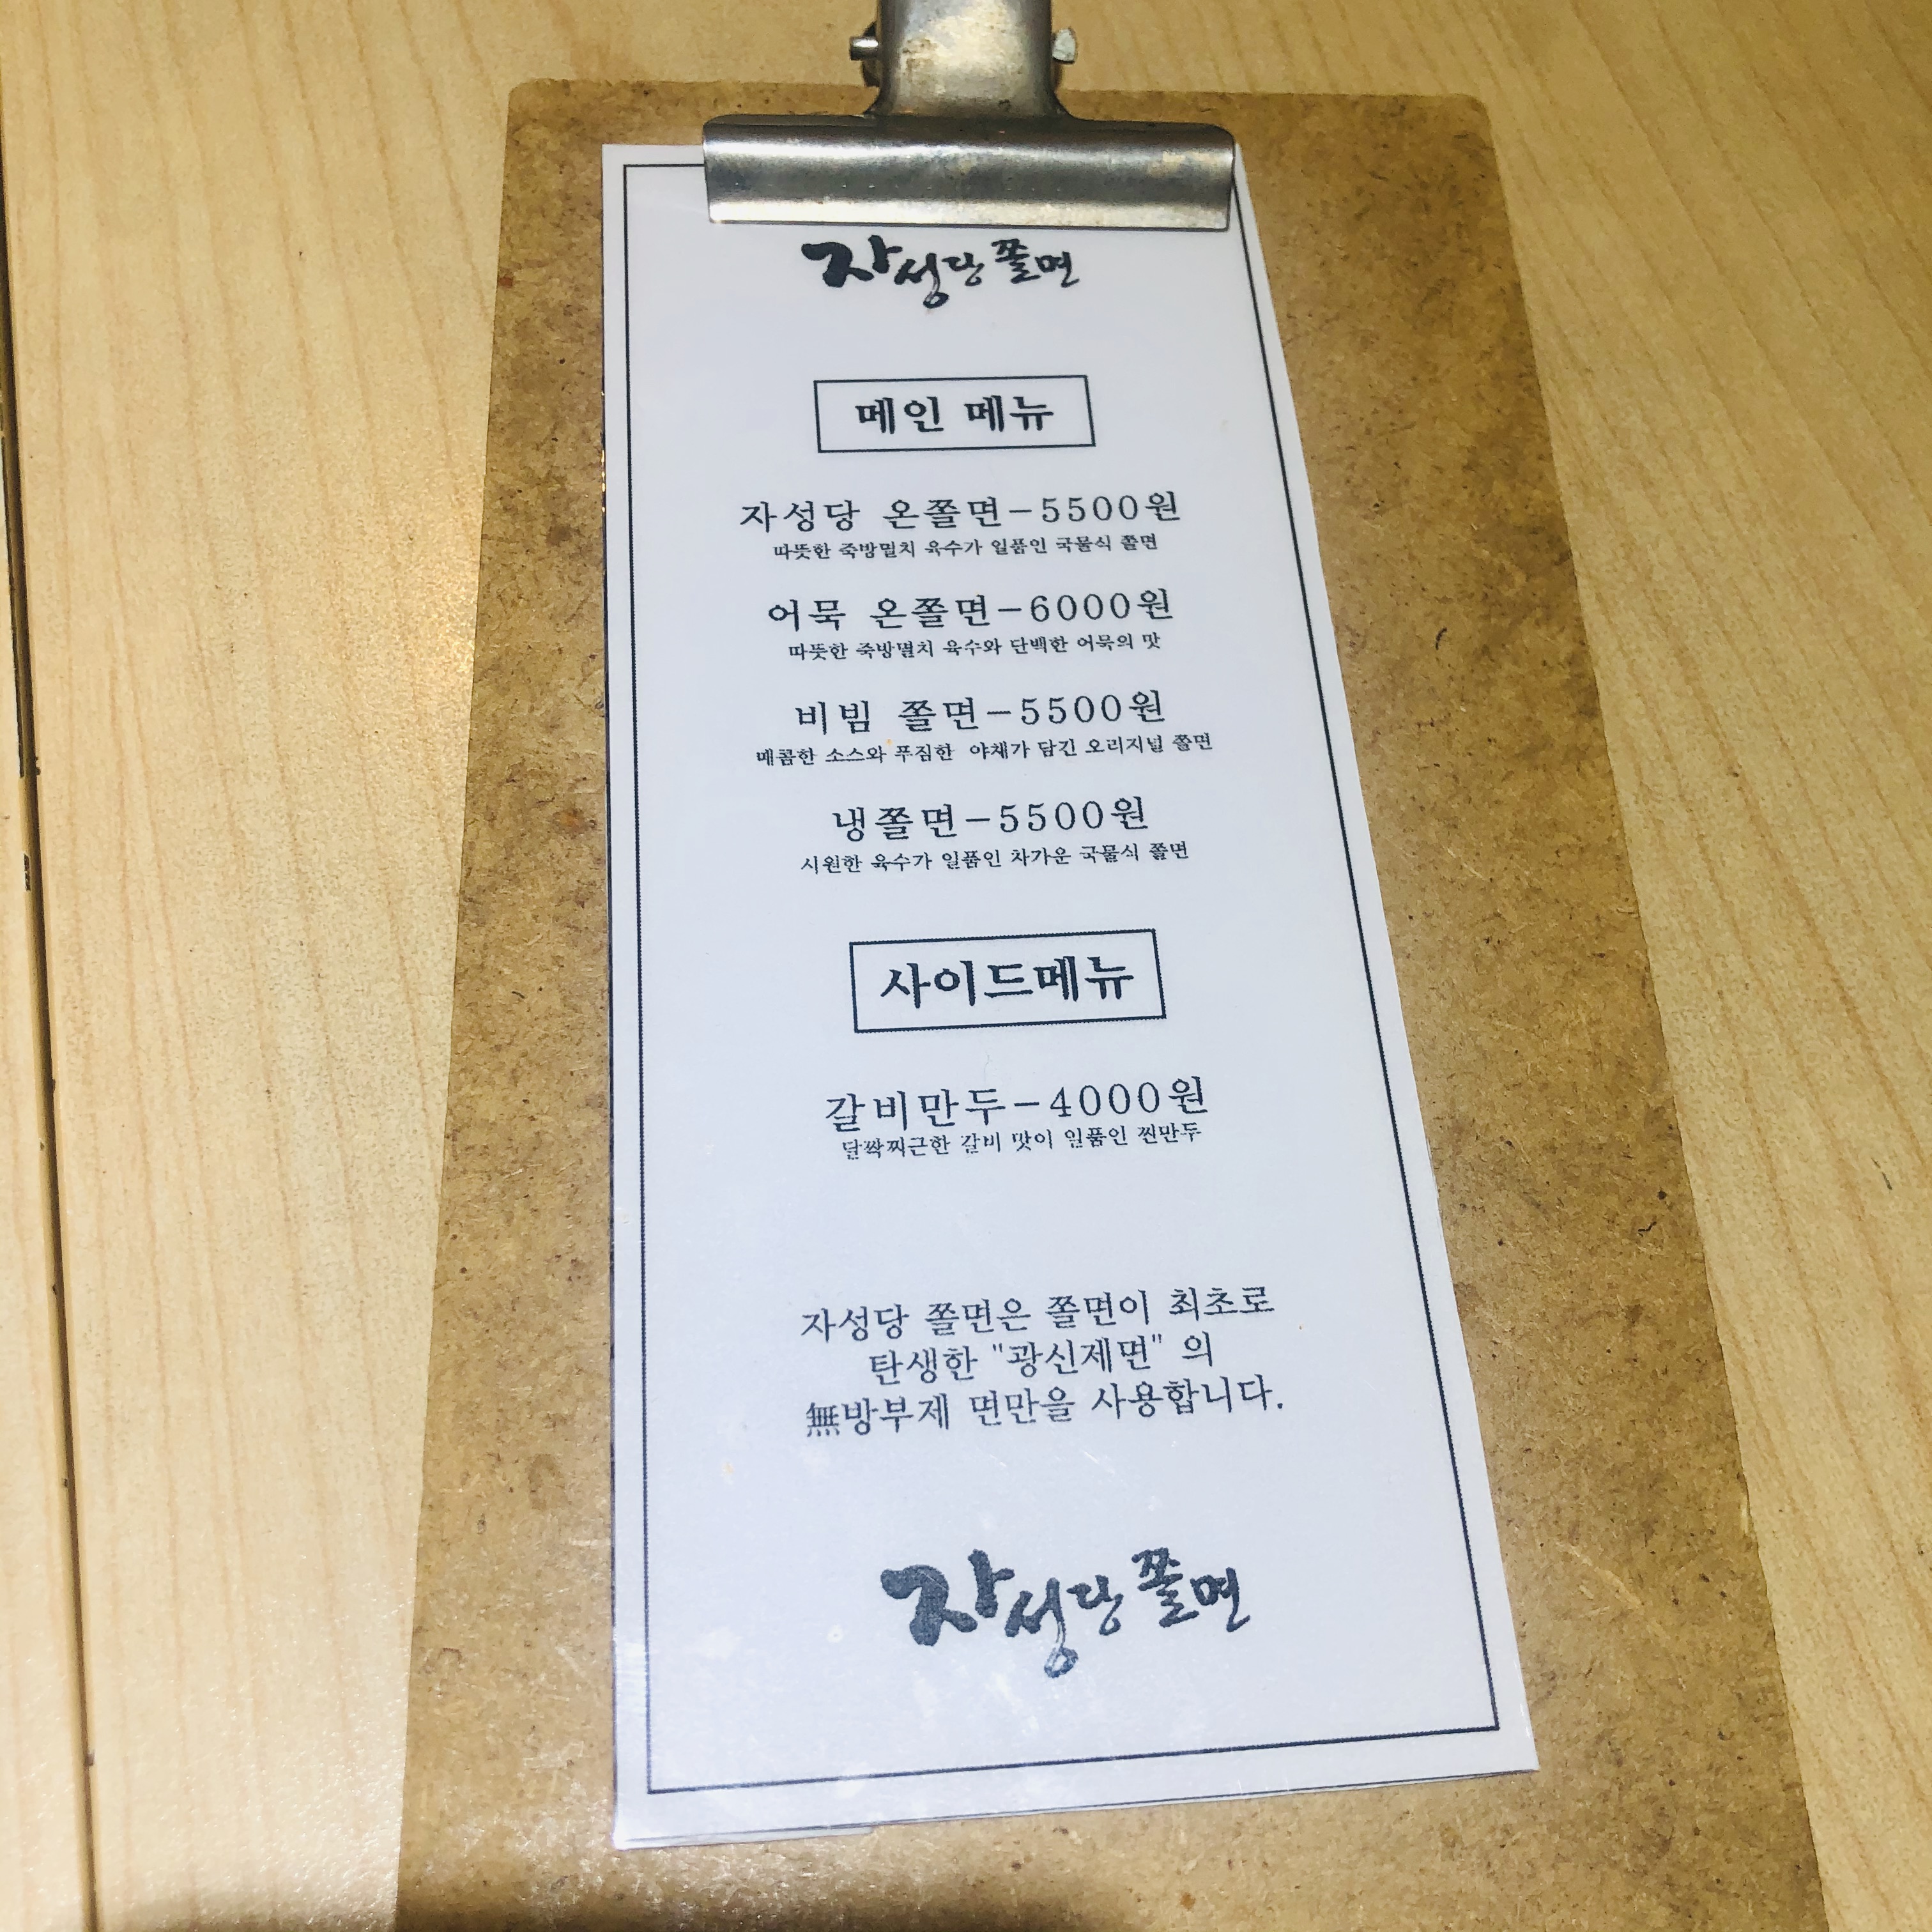 자성당쫄면
메인 메뉴
자성당 온쫄면-5500원
따뜻한 죽방멸치 육수가 일품인 국물식 쫄면
어묵 온쫄면-6000원
따뜻한 죽방멸치 육수와 단백한 어묵의 맛
비빔 쫄면-5500원
매콤한 소스와 푸짐한 야채가 담긴 오리지널 쫄면
냉쫄면-5500원
시원한 육수가 일품인 차가운 국물식 쫄면
사이드메뉴
갈비만두-4000원
달짝찌근한 갈비 맛이 일품인 찐만두
자성당 쫄면은 쫄면이 최초로
탄생한 "광신제면" 의
無방부제 면만을 사용합니다.
자성당쫄면